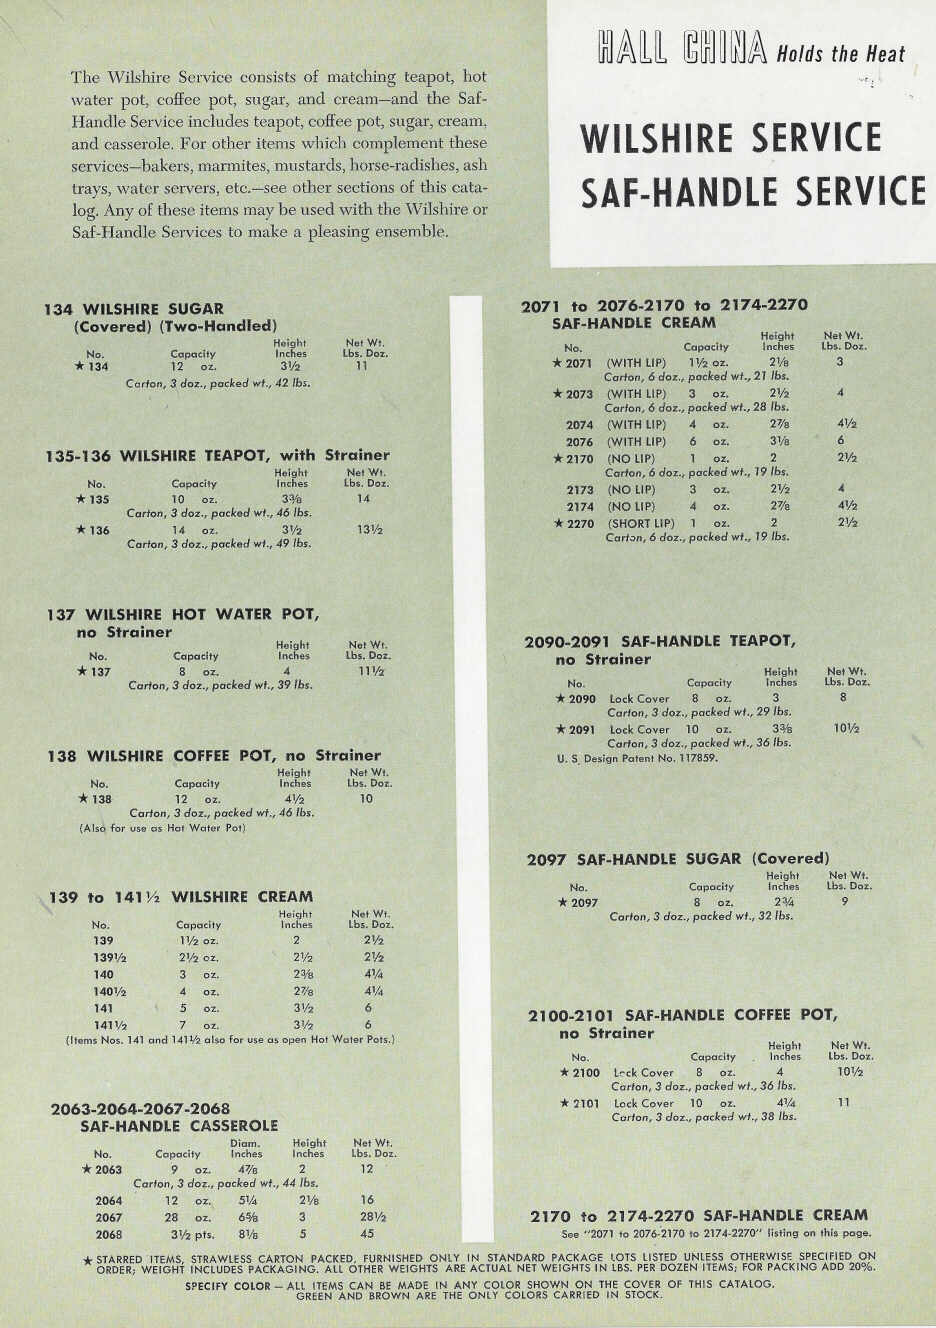 The Wilshire Service consists of matching teapot, hot
water pot, coffee pot, sugar, and cream—and the Saf-
Handle Service includes teapot, coffee pot, sugar, cream,
and casserole. For other items which complement these
services—bakers, marmites, mustards, horse-radishes, ash
trays, water servers, etc.—see other sections of this cata-
log. Any of these items may be used with the Wilshire or
Saf-Handle Services to make a pleasing ensemble.
HALL CHINA Holds the Heat
WILSHIRE SERVICE
SAF-HANDLE SERVICE
134 WILSHIRE SUGAR
(Covered) (Two-Handled)
Height Net Wt.
No. Capacity Inches Lbs. Doz.
★ 134 12 oz. 3½ 11
Carton, 3 doz., packed wt., 42 lbs.
135-136 WILSHIRE TEAPOT, with Strainer
Height Net Wt.
No. Capacity Inches Lbs. Doz.
★ 135 10 oz. 3⅜ 14
Carton, 3 doz., packed wt., 46 lbs.
★ 136 14 oz. 3½ 13½
Carton, 3 doz., packed wt., 49 lbs.
137 WILSHIRE HOT WATER POT,
no Strainer
Height Net Wt.
No. Capacity Inches Lbs. Doz.
★ 137 8 oz. 4 11½
Carton, 3 doz., packed wt., 39 lbs.
138 WILSHIRE COFFEE POT, no Strainer
Height Net Wt.
No. Capacity Inches Lbs. Doz.
★ 138 12 oz. 4½ 10
Carton, 3 doz., packed wt., 46 lbs.
(Also for use as Hot Water Pot)
139 to 141½ WILSHIRE CREAM
Height Net Wt.
No. Capacity Inches Lbs. Doz.
139 1½ oz. 2 2½
139½ 2½ oz. 2½ 2½
140 3 oz. 2⅜ 4¼
140½ 4 oz. 2⅞ 4¼
141 5 oz. 3½ 6
141½ 7 oz. 3½ 6
(Items Nos. 141 and 141½ also for use as open Hot Water Pots.)
2063-2064-2067-2068
SAF-HANDLE CASSEROLE
Diam. Height Net Wt.
No. Capacity Inches Inches Lbs. Doz.
★ 2063 9 oz. 4⅞ 2 12
Carton, 3 doz., packed wt., 44 lbs.
2064 12 oz. 5¼ 2⅛ 16
2067 28 oz. 6⅝ 3 28½
2068 3½ pts. 8⅛ 5 45
2071 to 2076-2170 to 2174-2270
SAF-HANDLE CREAM
Height Net Wt.
No. Capacity Inches Lbs. Doz.
★ 2071 (WITH LIP) 1½ oz. 2⅛ 3
Carton, 6 doz., packed wt., 21 lbs.
★ 2073 (WITH LIP) 3 oz. 2½ 4
Carton, 6 doz., packed wt., 28 lbs.
2074 (WITH LIP) 4 oz. 2⅞ 4½
2076 (WITH LIP) 6 oz. 3⅛ 6
★ 2170 (NO LIP) 1 oz. 2 2½
Carton, 6 doz., packed wt., 19 lbs.
2173 (NO LIP) 3 oz. 2½ 4
2174 (NO LIP) 4 oz. 2⅞ 4½
★ 2270 (SHORT LIP) 1 oz. 2 2½
Carton, 6 doz., packed wt., 19 lbs.
2090-2091 SAF-HANDLE TEAPOT,
no Strainer
Height Net Wt.
No. Capacity Inches Lbs. Doz.
★ 2090 Lock Cover 8 oz. 3 8
Carton, 3 doz., packed wt., 29 lbs.
★ 2091 Lock Cover 10 oz. 3⅜ 10½
Carton, 3 doz., packed wt., 36 lbs.
U. S. Design Patent No. 117859.
2097 SAF-HANDLE SUGAR (Covered)
Height Net Wt.
No. Capacity Inches Lbs. Doz.
★ 2097 8 oz. 2¾ 9
Carton, 3 doz., packed wt., 32 lbs.
2100-2101 SAF-HANDLE COFFEE POT,
no Strainer
Height Net Wt.
No. Capacity Inches Lbs. Doz.
★ 2100 Lock Cover 8 oz. 4 10½
Carton, 3 doz., packed wt., 36 lbs.
★ 2101 Lock Cover 10 oz. 4¼ 11
Carton, 3 doz., packed wt., 38 lbs.
2170 to 2174-2270 SAF-HANDLE CREAM
See "2071 to 2076-2170 to 2174-2270" listing on this page.
★ STARRED ITEMS, STRAWLESS CARTON PACKED, FURNISHED ONLY IN STANDARD PACKAGE LOTS LISTED UNLESS OTHERWISE SPECIFIED ON
ORDER; WEIGHT INCLUDES PACKAGING. ALL OTHER WEIGHTS ARE ACTUAL NET WEIGHTS IN LBS. PER DOZEN ITEMS; FOR PACKING ADD 20%.
SPECIFY COLOR — ALL ITEMS CAN BE MADE IN ANY COLOR SHOWN ON THE COVER OF THIS CATALOG.
GREEN AND BROWN ARE THE ONLY COLORS CARRIED IN STOCK.